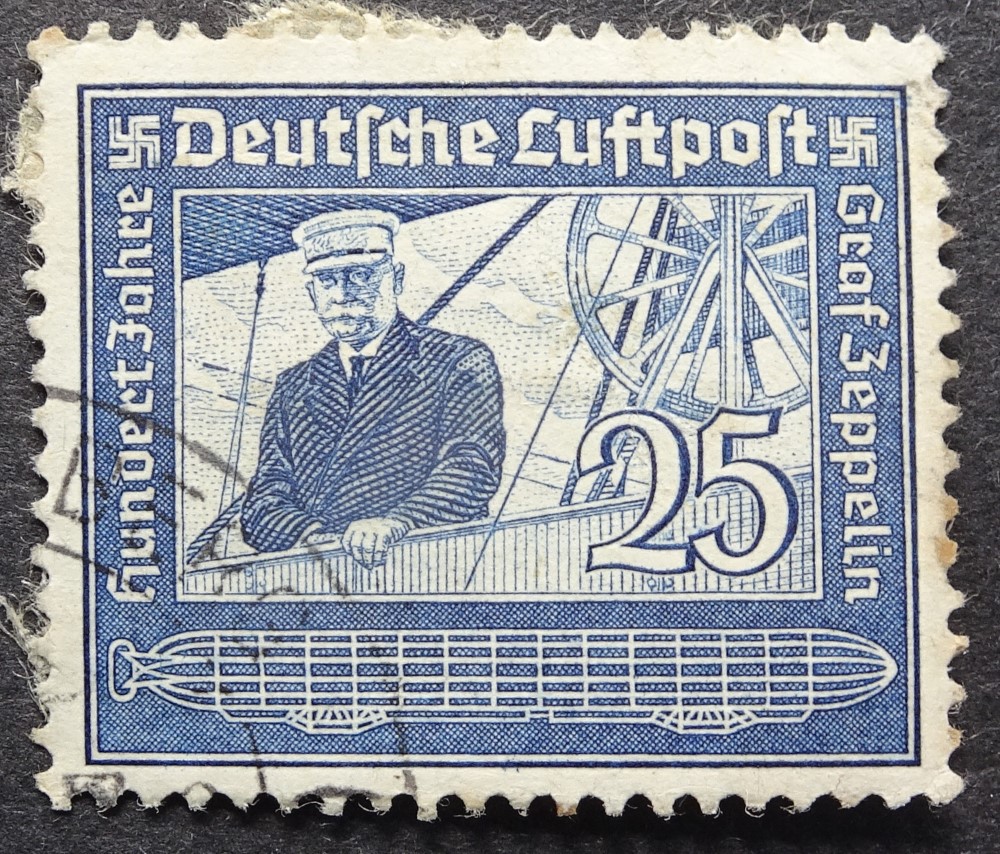 Deutſche Luftpoſt
Hundert Jahre
Graf Zeppelin
25